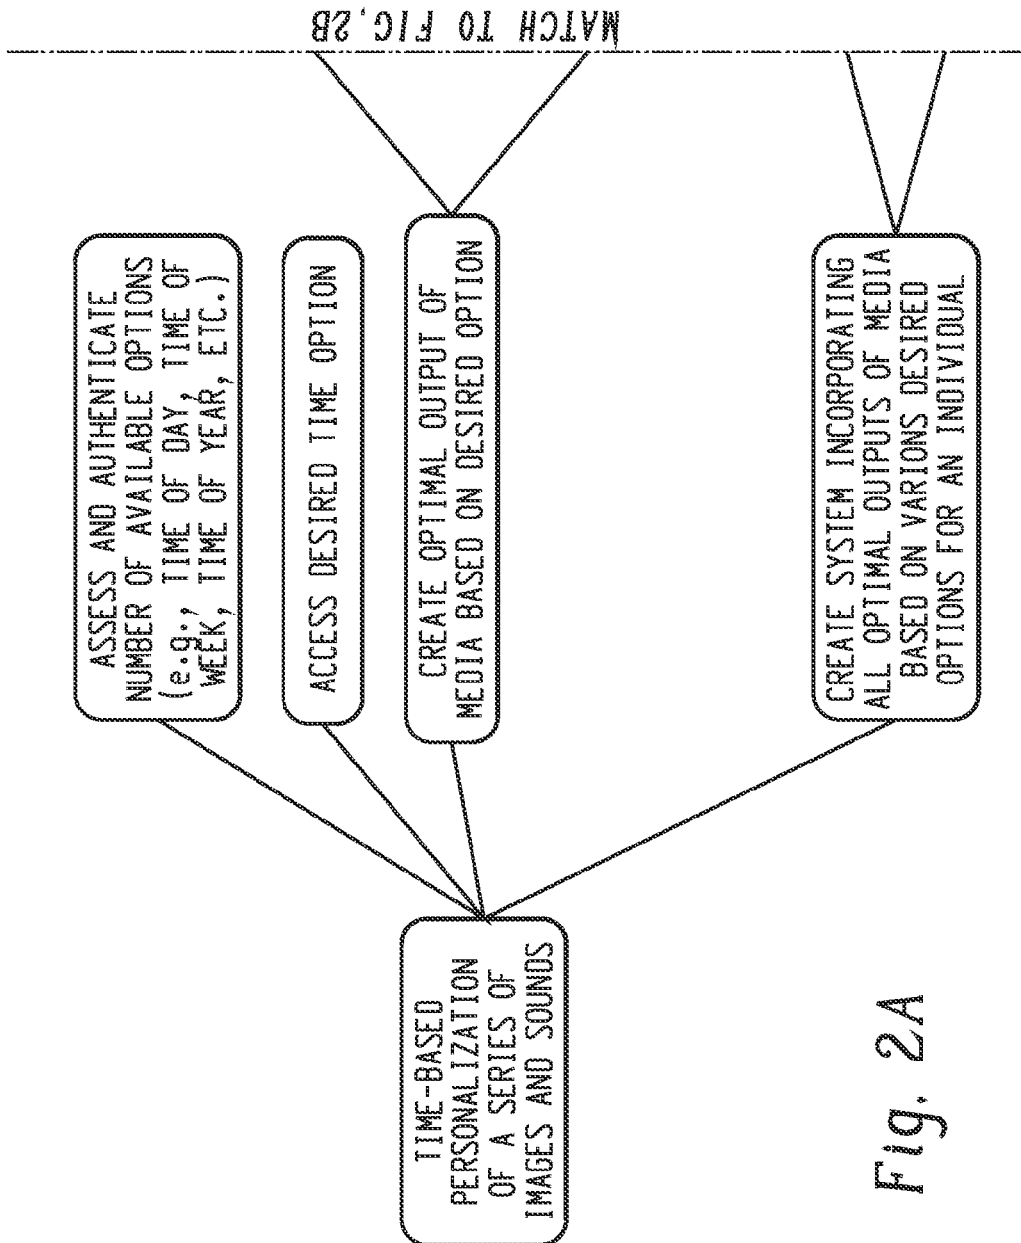 TIME-BASED
PERSONALIZATION
OF A SERIES OF
IMAGES AND SOUNDS
ASSESS AND AUTHENTICATE
NUMBER OF AVAILABLE OPTIONS
(e.g., TIME OF DAY, TIME OF
WEEK, TIME OF YEAR, ETC.)
ACCESS DESIRED TIME OPTION
CREATE OPTIMAL OUTPUT OF
MEDIA BASED ON DESIRED OPTION
CREATE SYSTEM INCORPORATING
ALL OPTIMAL OUTPUTS OF MEDIA
BASED ON VARIONS DESIRED
OPTIONS FOR AN INDIVIDUAL
MATCH TO FIG.2B
Fig. 2A